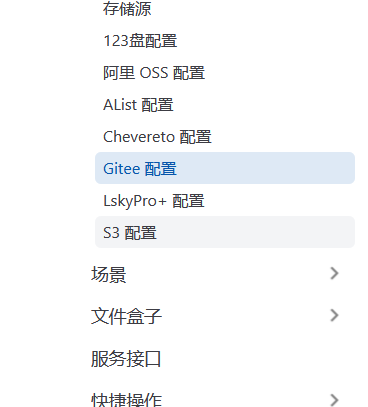 存储源
123盘配置
阿里 OSS 配置
AList 配置
Chevereto 配置
Gitee 配置
LskyPro+ 配置
S3 配置
场景
文件盒子
服务接口
快捷操作